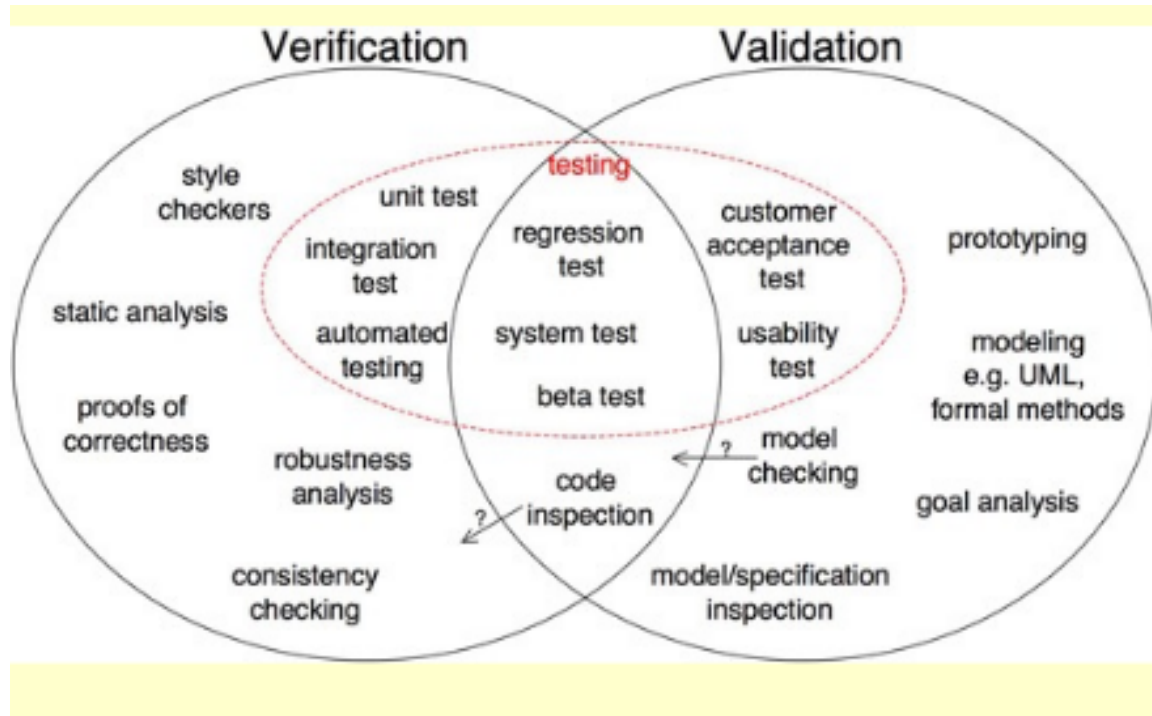 Verification
Validation
testing
style
checkers
unit test
integration
test
automated
testing
static analysis
proofs of
correctness
robustness
analysis
consistency
checking
regression
test
system test
beta test
code
inspection
?
customer
acceptance
test
usability
test
model
checking
?
model/specification
inspection
prototyping
modeling
e.g. UML,
formal methods
goal analysis